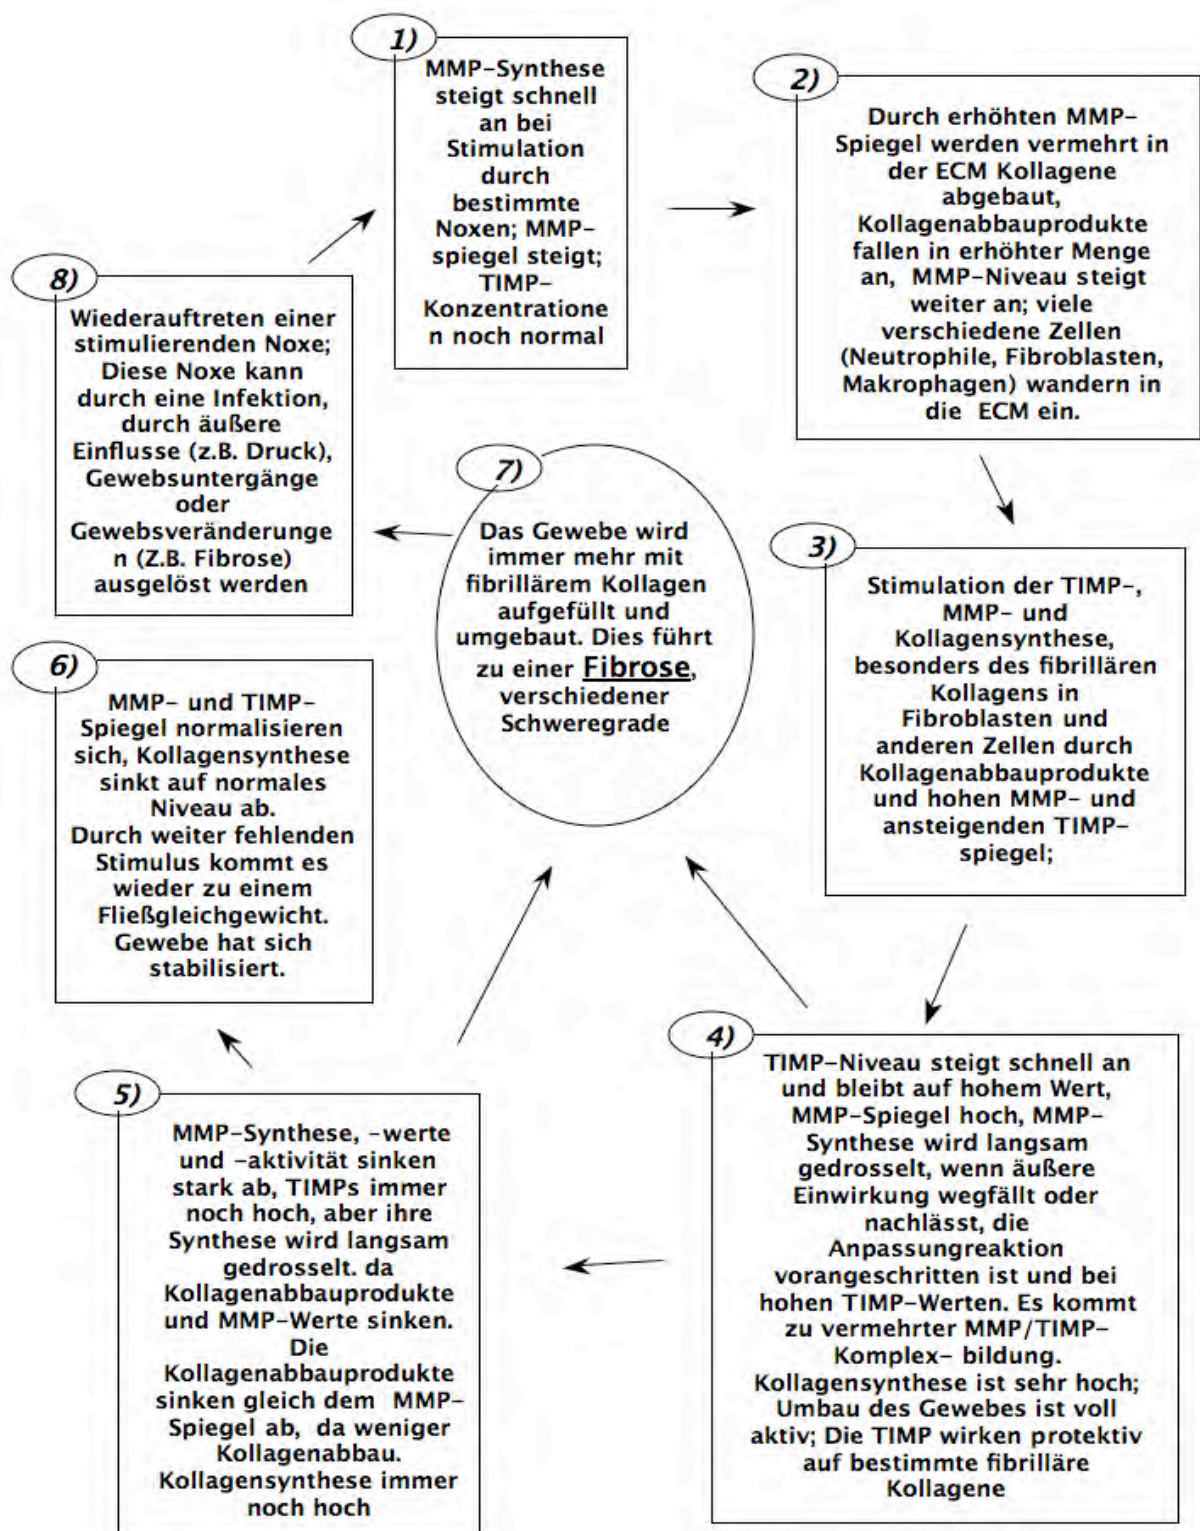 1)
MMP-Synthese
steigt schnell
an bei
Stimulation
durch
bestimmte
Noxen; MMP-
spiegel steigt;
TIMP-
Konzentratione
n noch normal
2)
Durch erhöhten MMP-
Spiegel werden vermehrt in
der ECM Kollagene
abgebaut,
Kollagenabbauprodukte
fallen in erhöhter Menge
an, MMP-Niveau steigt
weiter an; viele
verschiedene Zellen
(Neutrophile, Fibroblasten,
Makrophagen) wandern in
die ECM ein.
3)
Stimulation der TIMP-,
MMP- und
Kollagensynthese,
besonders des fibrillären
Kollagens in
Fibroblasten und
anderen Zellen durch
Kollagenabbauprodukte
und hohen MMP- und
ansteigenden TIMP-
spiegel;
4)
TIMP-Niveau steigt schnell an
und bleibt auf hohem Wert,
MMP-Spiegel hoch, MMP-
Synthese wird langsam
gedrosselt, wenn äußere
Einwirkung wegfällt oder
nachlässt, die
Anpassungreaktion
vorangeschritten ist und bei
hohen TIMP-Werten. Es kommt
zu vermehrter MMP/TIMP-
Komplex- bildung.
Kollagensynthese ist sehr hoch;
Umbau des Gewebes ist voll
aktiv; Die TIMP wirken protektiv
auf bestimmte fibrilläre
Kollagene
5)
MMP-Synthese, -werte
und -aktivität sinken
stark ab, TIMPs immer
noch hoch, aber ihre
Synthese wird langsam
gedrosselt. da
Kollagenabbauprodukte
und MMP-Werte sinken.
Die
Kollagenabbauprodukte
sinken gleich dem MMP-
Spiegel ab, da weniger
Kollagenabbau.
Kollagensynthese immer
noch hoch
6)
MMP- und TIMP-
Spiegel normalisieren
sich, Kollagensynthese
sinkt auf normales
Niveau ab.
Durch weiter fehlenden
Stimulus kommt es
wieder zu einem
Fließgleichgewicht.
Gewebe hat sich
stabilisiert.
7)
Das Gewebe wird
immer mehr mit
fibrillärem Kollagen
aufgefüllt und
umgebaut. Dies führt
zu einer Fibrose,
verschiedener
Schweregrade
8)
Wiederauftreten einer
stimulierenden Noxe;
Diese Noxe kann
durch eine Infektion,
durch äußere
Einflusse (z.B. Druck),
Gewebsuntergänge
oder
Gewebsveränderunge
n (Z.B. Fibrose)
ausgelöst werden